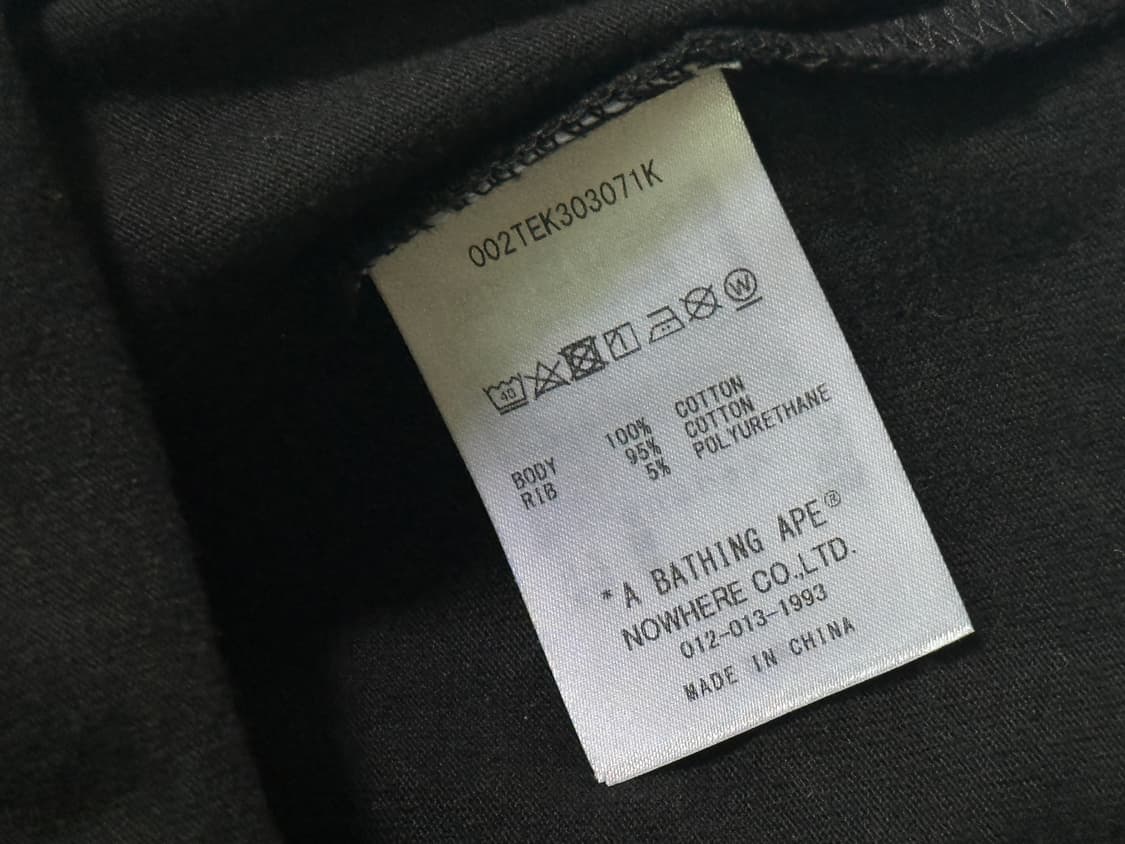 002TEK303071K
40
W
BODY 100% COTTON
RIB 95% COTTON
5% POLYURETHANE
*A BATHING APE®
NOWHERE CO.,LTD.
012-013-1993
MADE IN CHINA